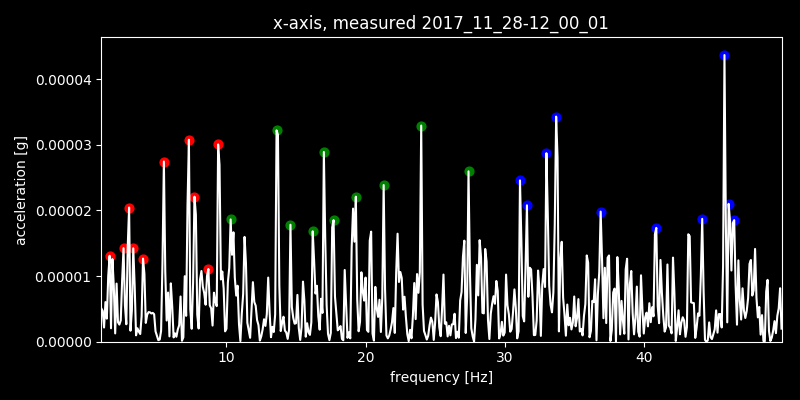 x-axis, measured 2017_11_28-12_00_01
acceleration [g]
0.00004
0.00003
0.00002
0.00001
0.00000
10 20 30 40
frequency [Hz]